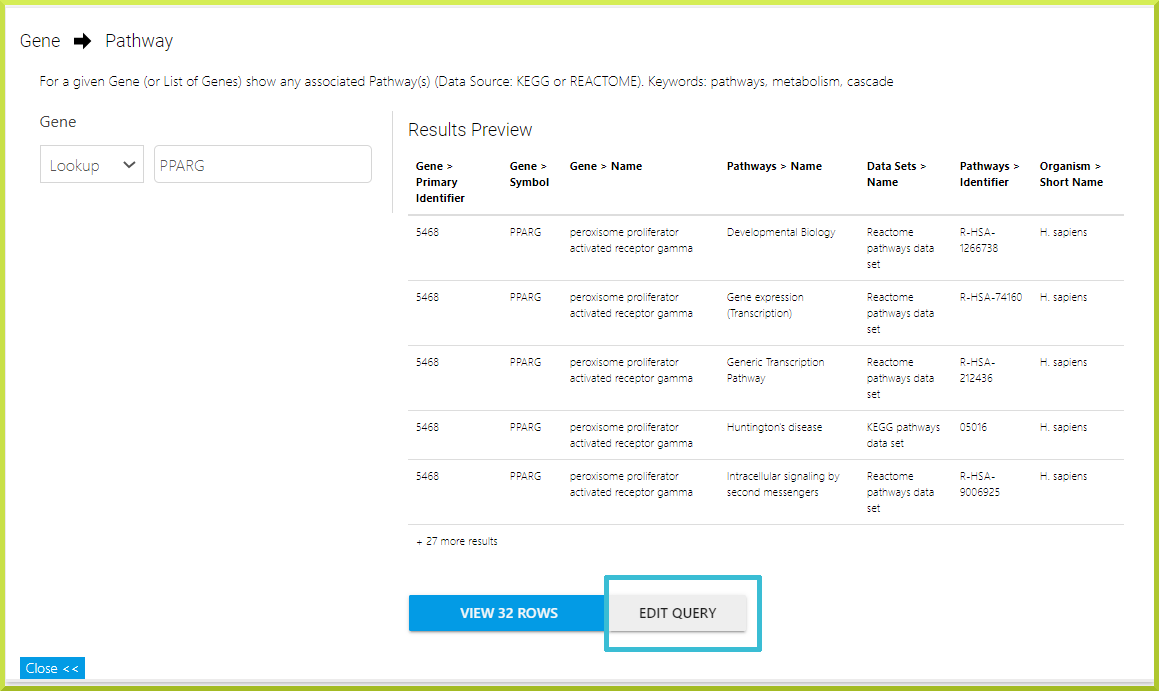 Gene → Pathway
For a given Gene (or List of Genes) show any associated Pathway(s) (Data Source: KEGG or REACTOME). Keywords: pathways, metabolism, cascade
Gene
Lookup
PPARG
Results Preview
Gene >
Primary
Identifier
Gene >
Symbol
Gene > Name
Pathways > Name
Data Sets >
Name
Pathways >
Identifier
Organism >
Short Name
5468
PPARG
peroxisome proliferator
activated receptor gamma
Developmental Biology
Reactome
pathways data
set
R-HSA-
1266738
H. sapiens
5468
PPARG
peroxisome proliferator
activated receptor gamma
Gene expression
(Transcription)
Reactome
pathways data
set
R-HSA-74160
H. sapiens
5468
PPARG
peroxisome proliferator
activated receptor gamma
Generic Transcription
Pathway
Reactome
pathways data
set
R-HSA-
212436
H. sapiens
5468
PPARG
peroxisome proliferator
activated receptor gamma
Huntington's disease
KEGG pathways
data set
05016
H. sapiens
5468
PPARG
peroxisome proliferator
activated receptor gamma
Intracellular signaling by
second messengers
Reactome
pathways data
set
R-HSA-
9006925
H. sapiens
+ 27 more results
VIEW 32 ROWS
EDIT QUERY
Close <<